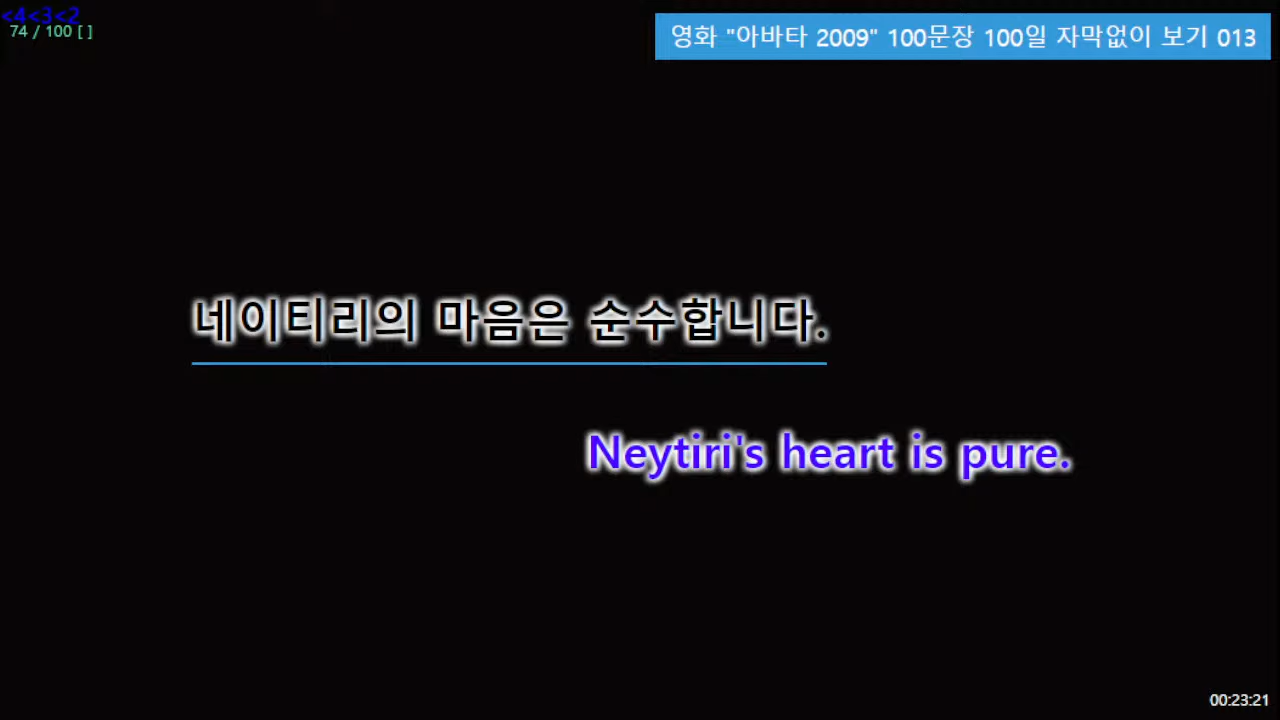 <4<3<2
74 / 100 [ ]
영화 "아바타 2009" 100문장 100일 자막없이 보기 013
네이티리의 마음은 순수합니다.
Neytiri's heart is pure.
00:23:21